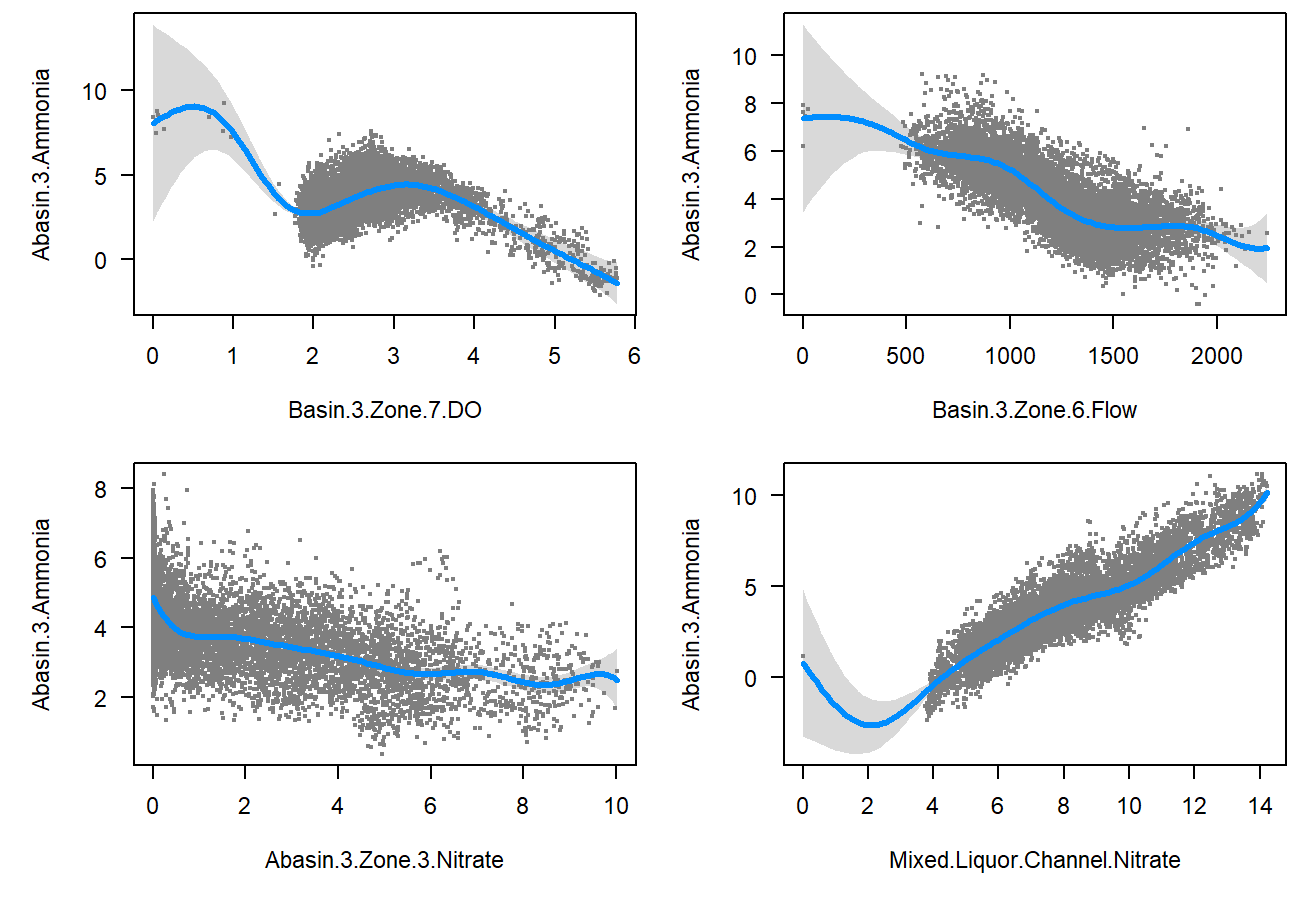 Abasin.3.Ammonia
10
5
0
0 1 2 3 4 5 6
Basin.3.Zone.7.DO
Abasin.3.Ammonia
10
8
6
4
2
0
0 500 1000 1500 2000
Basin.3.Zone.6.Flow
Abasin.3.Ammonia
8
6
4
2
0 2 4 6 8 10
Abasin.3.Zone.3.Nitrate
Abasin.3.Ammonia
10
5
0
0 2 4 6 8 10 12 14
Mixed.Liquor.Channel.Nitrate